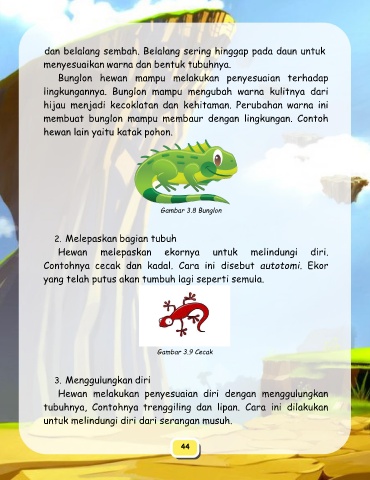 dan belalang sembah. Belalang sering hinggap pada daun untuk
menyesuaikan warna dan bentuk tubuhnya.
Bunglon hewan mampu melakukan penyesuaian terhadap
lingkungannya. Bunglon mampu mengubah warna kulitnya dari
hijau menjadi kecoklatan dan kehitaman. Perubahan warna ini
membuat bunglon mampu membaur dengan lingkungan. Contoh
hewan lain yaitu katak pohon.
Gambar 3.8 Bunglon
2. Melepaskan bagian tubuh
Hewan melepaskan ekornya untuk melindungi diri.
Contohnya cecak dan kadal. Cara ini disebut autotomi. Ekor
yang telah putus akan tumbuh lagi seperti semula.
Gambar 3.9 Cecak
3. Menggulungkan diri
Hewan melakukan penyesuaian diri dengan menggulungkan
tubuhnya, Contohnya trenggiling dan lipan. Cara ini dilakukan
untuk melindungi diri dari serangan musuh.
44